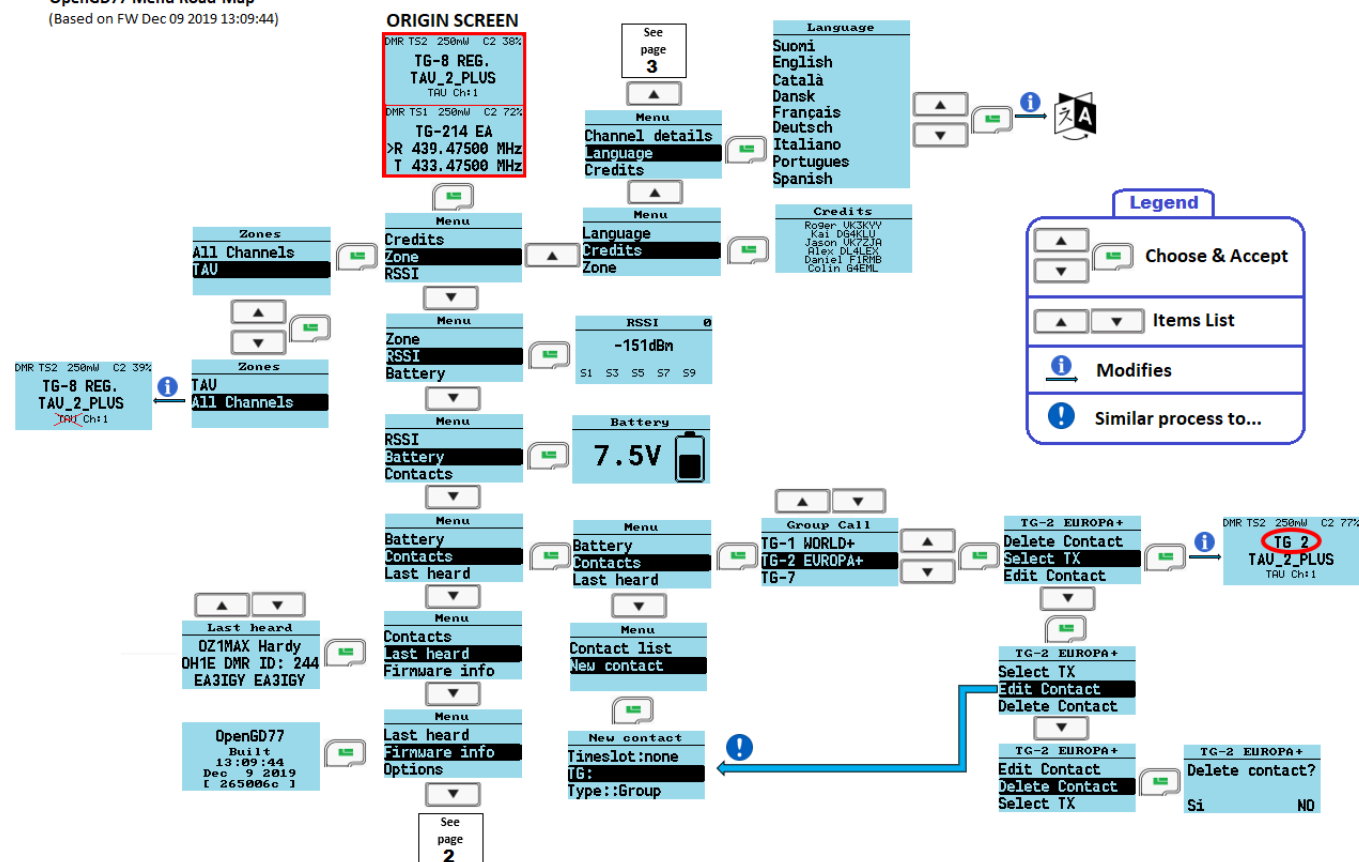 OpenGD77 Menu Road-Map
(Based on FW Dec 09 2019 13:09:44)
ORIGIN SCREEN
DMR TS2 250mW C2 38%
TG-8 REG.
TAV_2_PLUS
TAU Ch:1
DMR TS1 250mW C2 72%
TG-214 EA
>R 439.47500 MHz
T 433.47500 MHz
See
page
3
Menu
Channel details
Language
Credits
Language
Suomi
English
Català
Dansk
Français
Deutsch
Italiano
Portugues
Spanish
Menu
Language
Credits
Zone
Credits
Roger VK3KYY
Kai DG4KLU
Jason VK7ZJA
Alex DL4LEX
Daniel F1RMB
Colin G4EML
Menu
Credits
Zone
RSSI
Zones
All Channels
TAU
Zones
TAU
All Channels
DMR TS2 250mW C2 39%
TG-8 REG.
TAV_2_PLUS
TAU Ch:1
Menu
Zone
RSSI
Battery
RSSI 0
-151dBm
S1 S3 S5 S7 S9
Menu
RSSI
Battery
Contacts
Battery
7.5V
Legend
Choose & Accept
Items List
Modifies
Similar process to...
Menu
Battery
Contacts
Last heard
Menu
Battery
Contacts
Last heard
Group Call
TG-1 WORLD+
TG-2 EUROPA+
TG-7
TG-2 EUROPA+
Delete Contact
Select TX
Edit Contact
DMR TS2 250mW C2 77%
TG 2
TAV_2_PLUS
TAU Ch:1
Last heard
OZ1MAX Hardy
OH1E DMR ID: 244
EA3IGY EA3IGY
Menu
Contacts
Last heard
Firmware info
Menu
Contact list
New contact
TG-2 EUROPA+
Select TX
Edit Contact
Delete Contact
OpenGD77
Built
13:09:44
Dec 9 2019
[ 265006c ]
Menu
Last heard
Firmware info
Options
New contact
Timeslot:none
TG:
Type::Group
TG-2 EUROPA+
Edit Contact
Delete Contact
Select TX
TG-2 EUROPA+
Delete contact?
Si NO
See
page
2